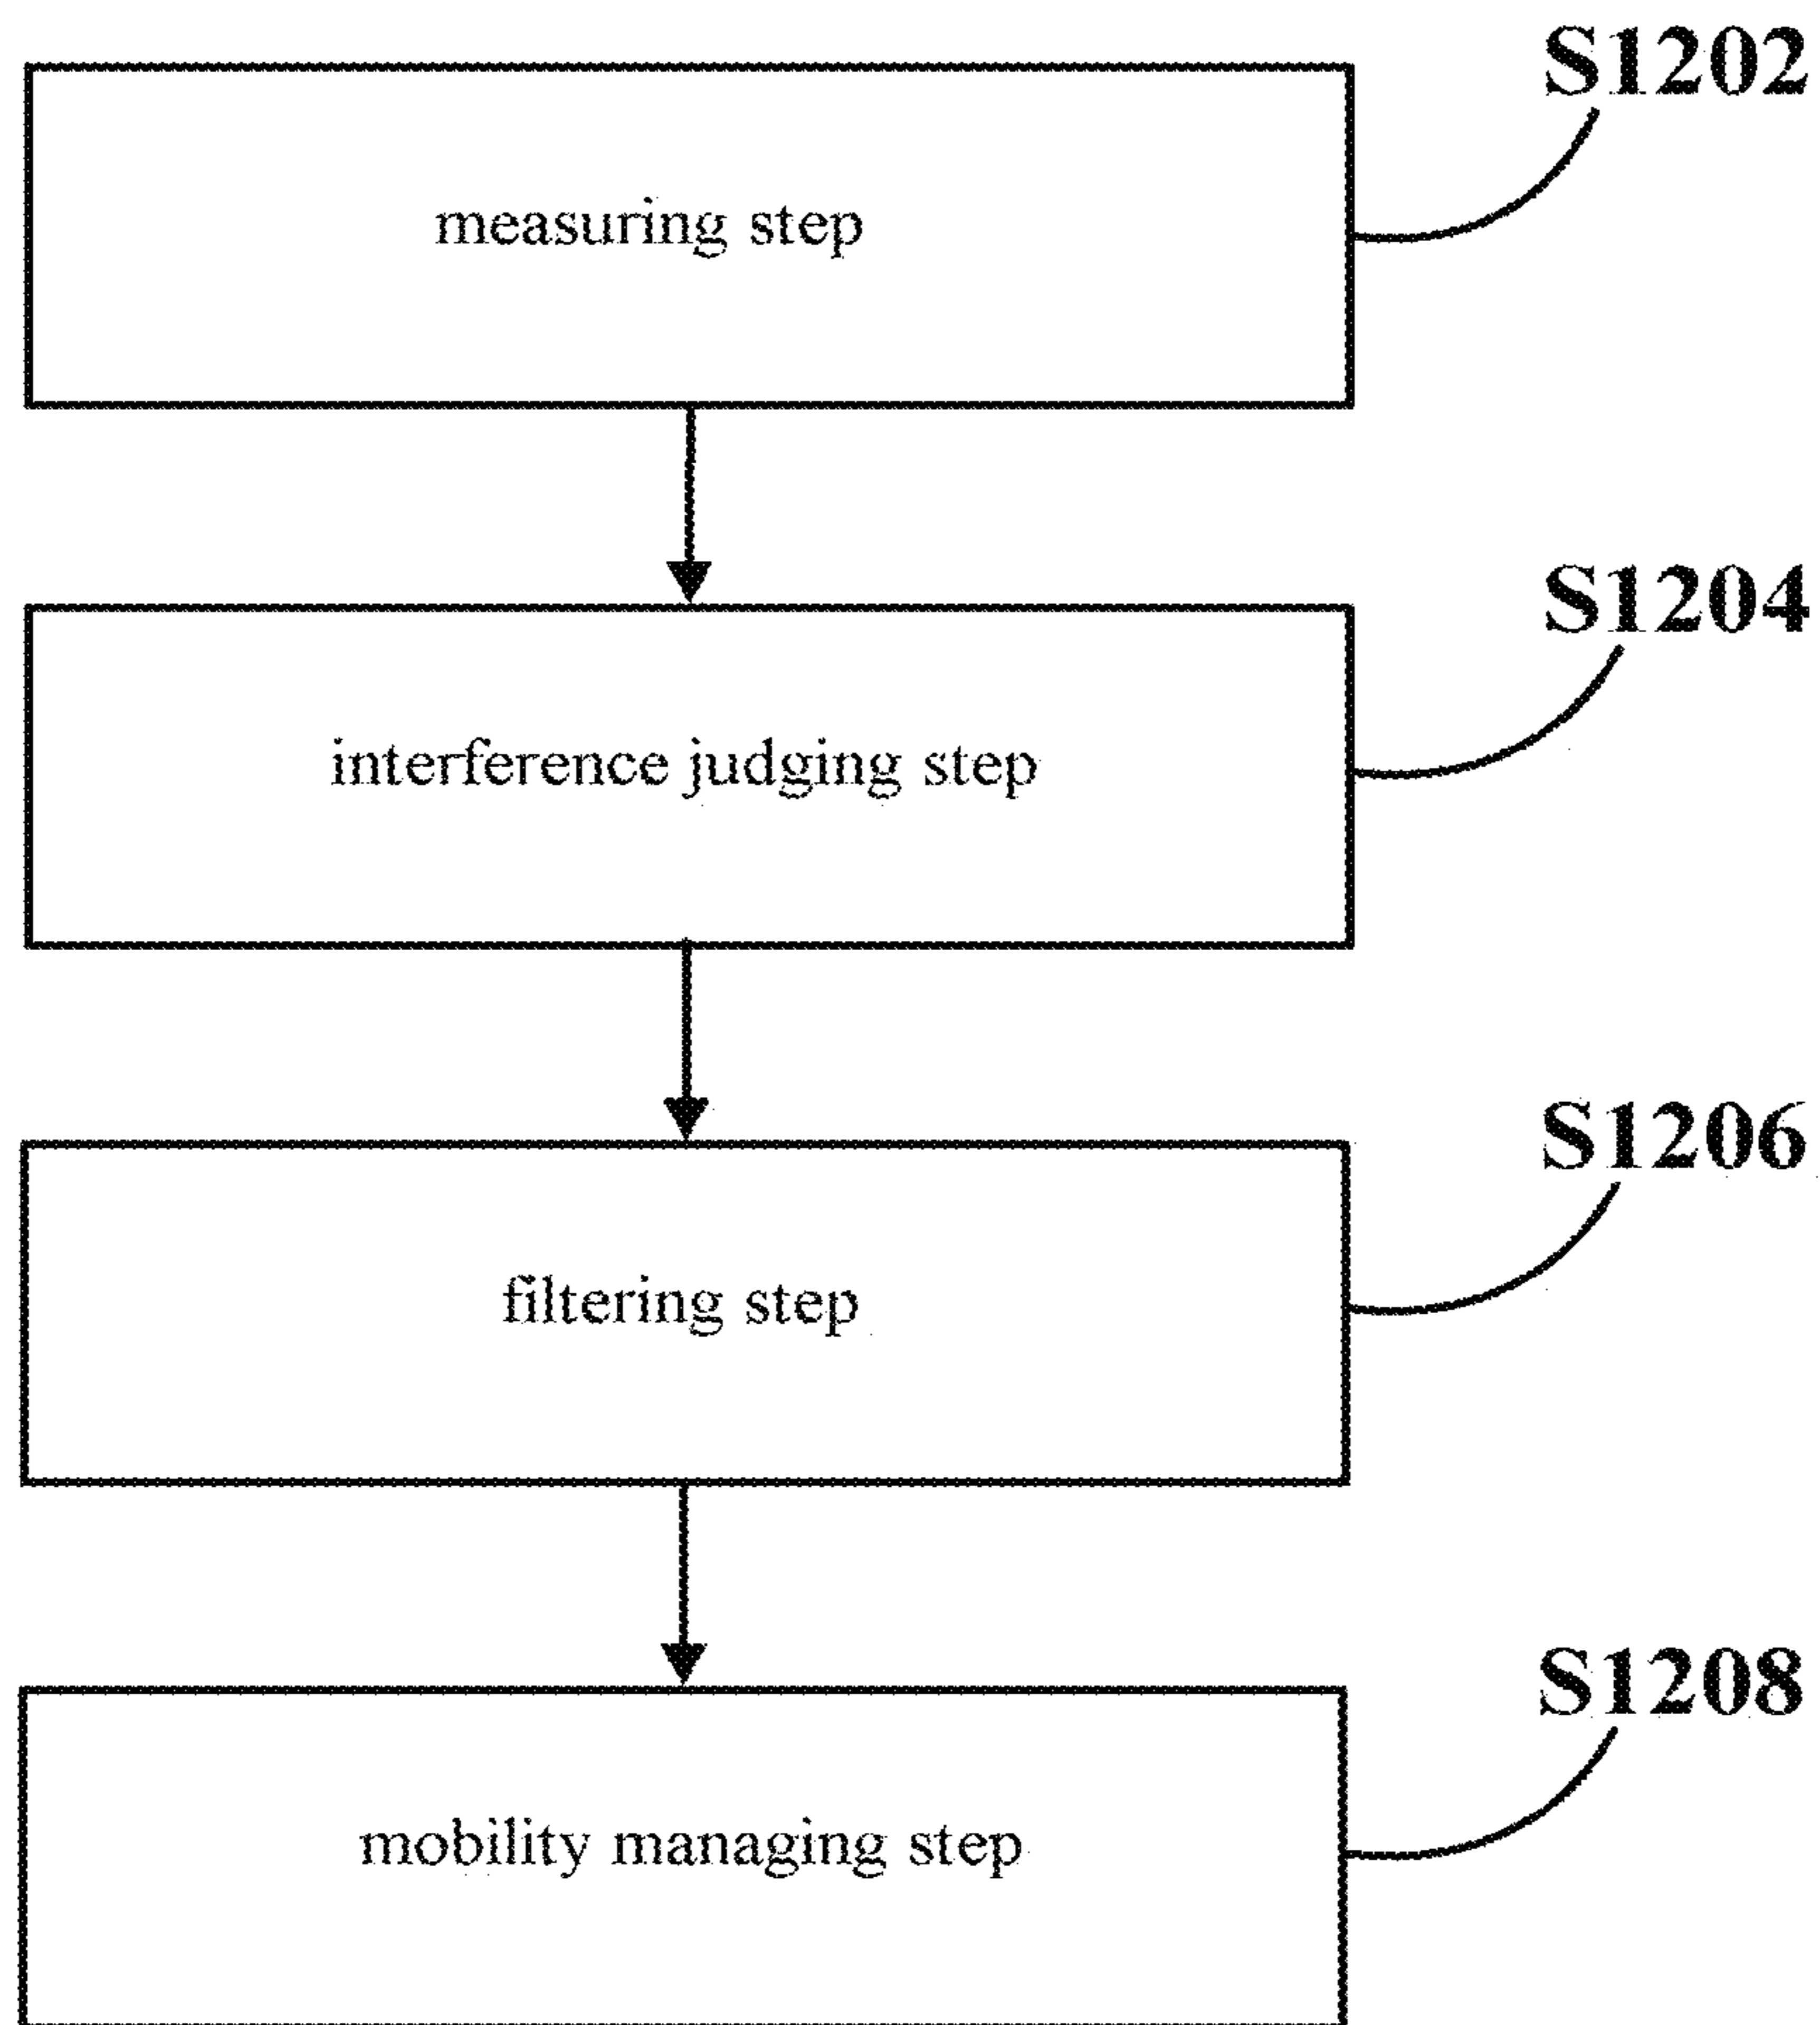 S1202
measuring step
S1204
interference judging step
S1206
filtering step
S1208
mobility managing step